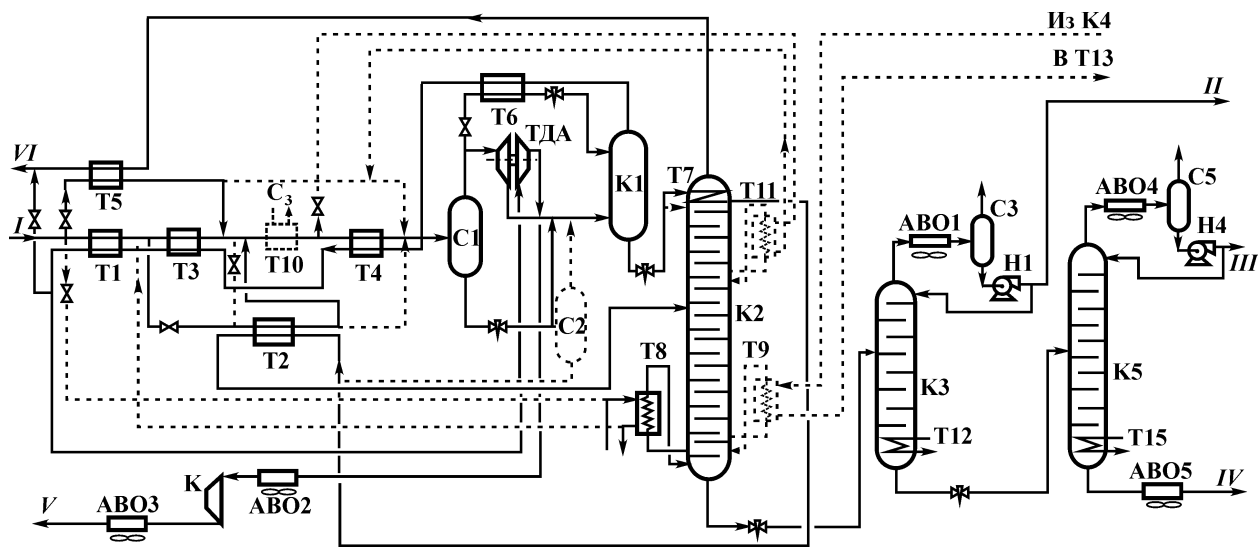 Из К4
В Т13
II
Т6
ТДА
К1
Т7
Т11
VI
Т5
С3
АВО4
С5
I
С1
АВО1
С3
Н4
Т1
Т3
Т10
Т4
Н1
III
С2
К2
Т2
Т8
Т9
К3
К5
Т12
Т15
К
АВО2
АВО5
IV
V
АВО3